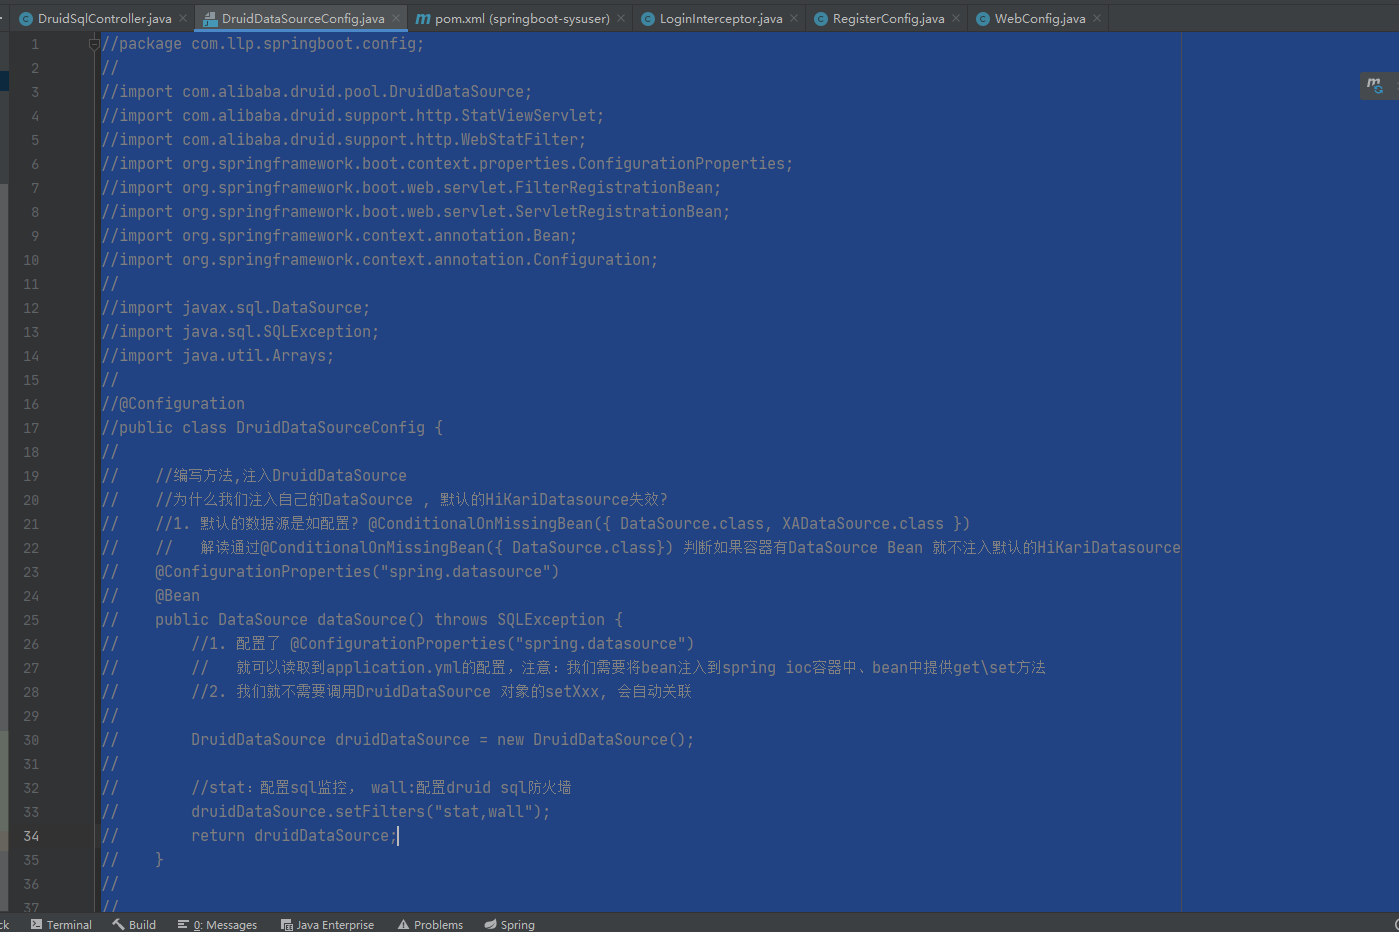 DruidSqlController.java
DruidDataSourceConfig.java
pom.xml (springboot-sysuser)
LoginInterceptor.java
RegisterConfig.java
WebConfig.java
1 //package com.llp.springboot.config;
2 //
3 //import com.alibaba.druid.pool.DruidDataSource;
4 //import com.alibaba.druid.support.http.StatViewServlet;
5 //import com.alibaba.druid.support.http.WebStatFilter;
6 //import org.springframework.boot.context.properties.ConfigurationProperties;
7 //import org.springframework.boot.web.servlet.FilterRegistrationBean;
8 //import org.springframework.boot.web.servlet.ServletRegistrationBean;
9 //import org.springframework.context.annotation.Bean;
10 //import org.springframework.context.annotation.Configuration;
11 //
12 //import javax.sql.DataSource;
13 //import java.sql.SQLException;
14 //import java.util.Arrays;
15 //
16 //@Configuration
17 //public class DruidDataSourceConfig {
18 //
19 //    //编写方法,注入DruidDataSource
20 //    //为什么我们注入自己的DataSource , 默认的HiKariDatasource失效?
21 //    //1. 默认的数据源是如配置? @ConditionalOnMissingBean({ DataSource.class, XADataSource.class })
22 //    //   解读通过@ConditionalOnMissingBean({ DataSource.class}) 判断如果容器有DataSource Bean 就不注入默认的HiKariDatasource
23 //    @ConfigurationProperties("spring.datasource")
24 //    @Bean
25 //    public DataSource dataSource() throws SQLException {
26 //        //1. 配置了 @ConfigurationProperties("spring.datasource")
27 //        //   就可以读取到application.yml的配置，注意：我们需要将bean注入到spring ioc容器中、bean中提供get\set方法
28 //        //2. 我们就不需要调用DruidDataSource 对象的setXxx, 会自动关联
29 //
30 //        DruidDataSource druidDataSource = new DruidDataSource();
31 //
32 //        //stat：配置sql监控， wall:配置druid sql防火墙
33 //        druidDataSource.setFilters("stat,wall");
34 //        return druidDataSource;
35 //    }
36 //
37 //
ck Terminal Build 0: Messages Java Enterprise Problems Spring